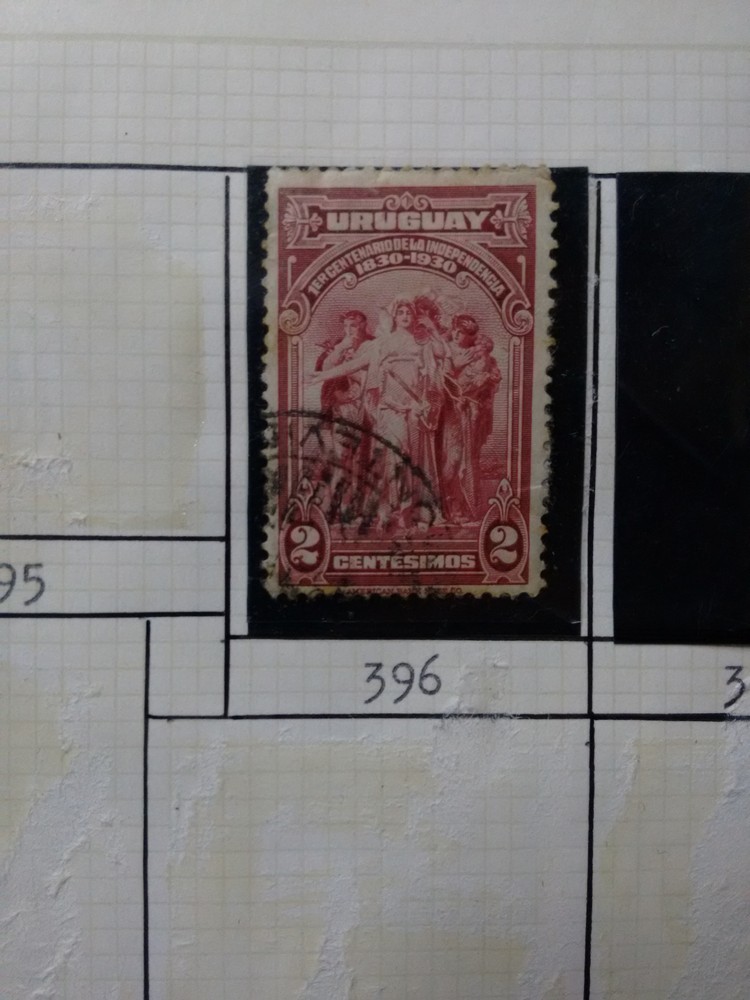 URUGUAY
1ER CENTENARIO DE LA INDEPENDENCIA
1830-1930
2 CENTESIMOS 2
95
396
3